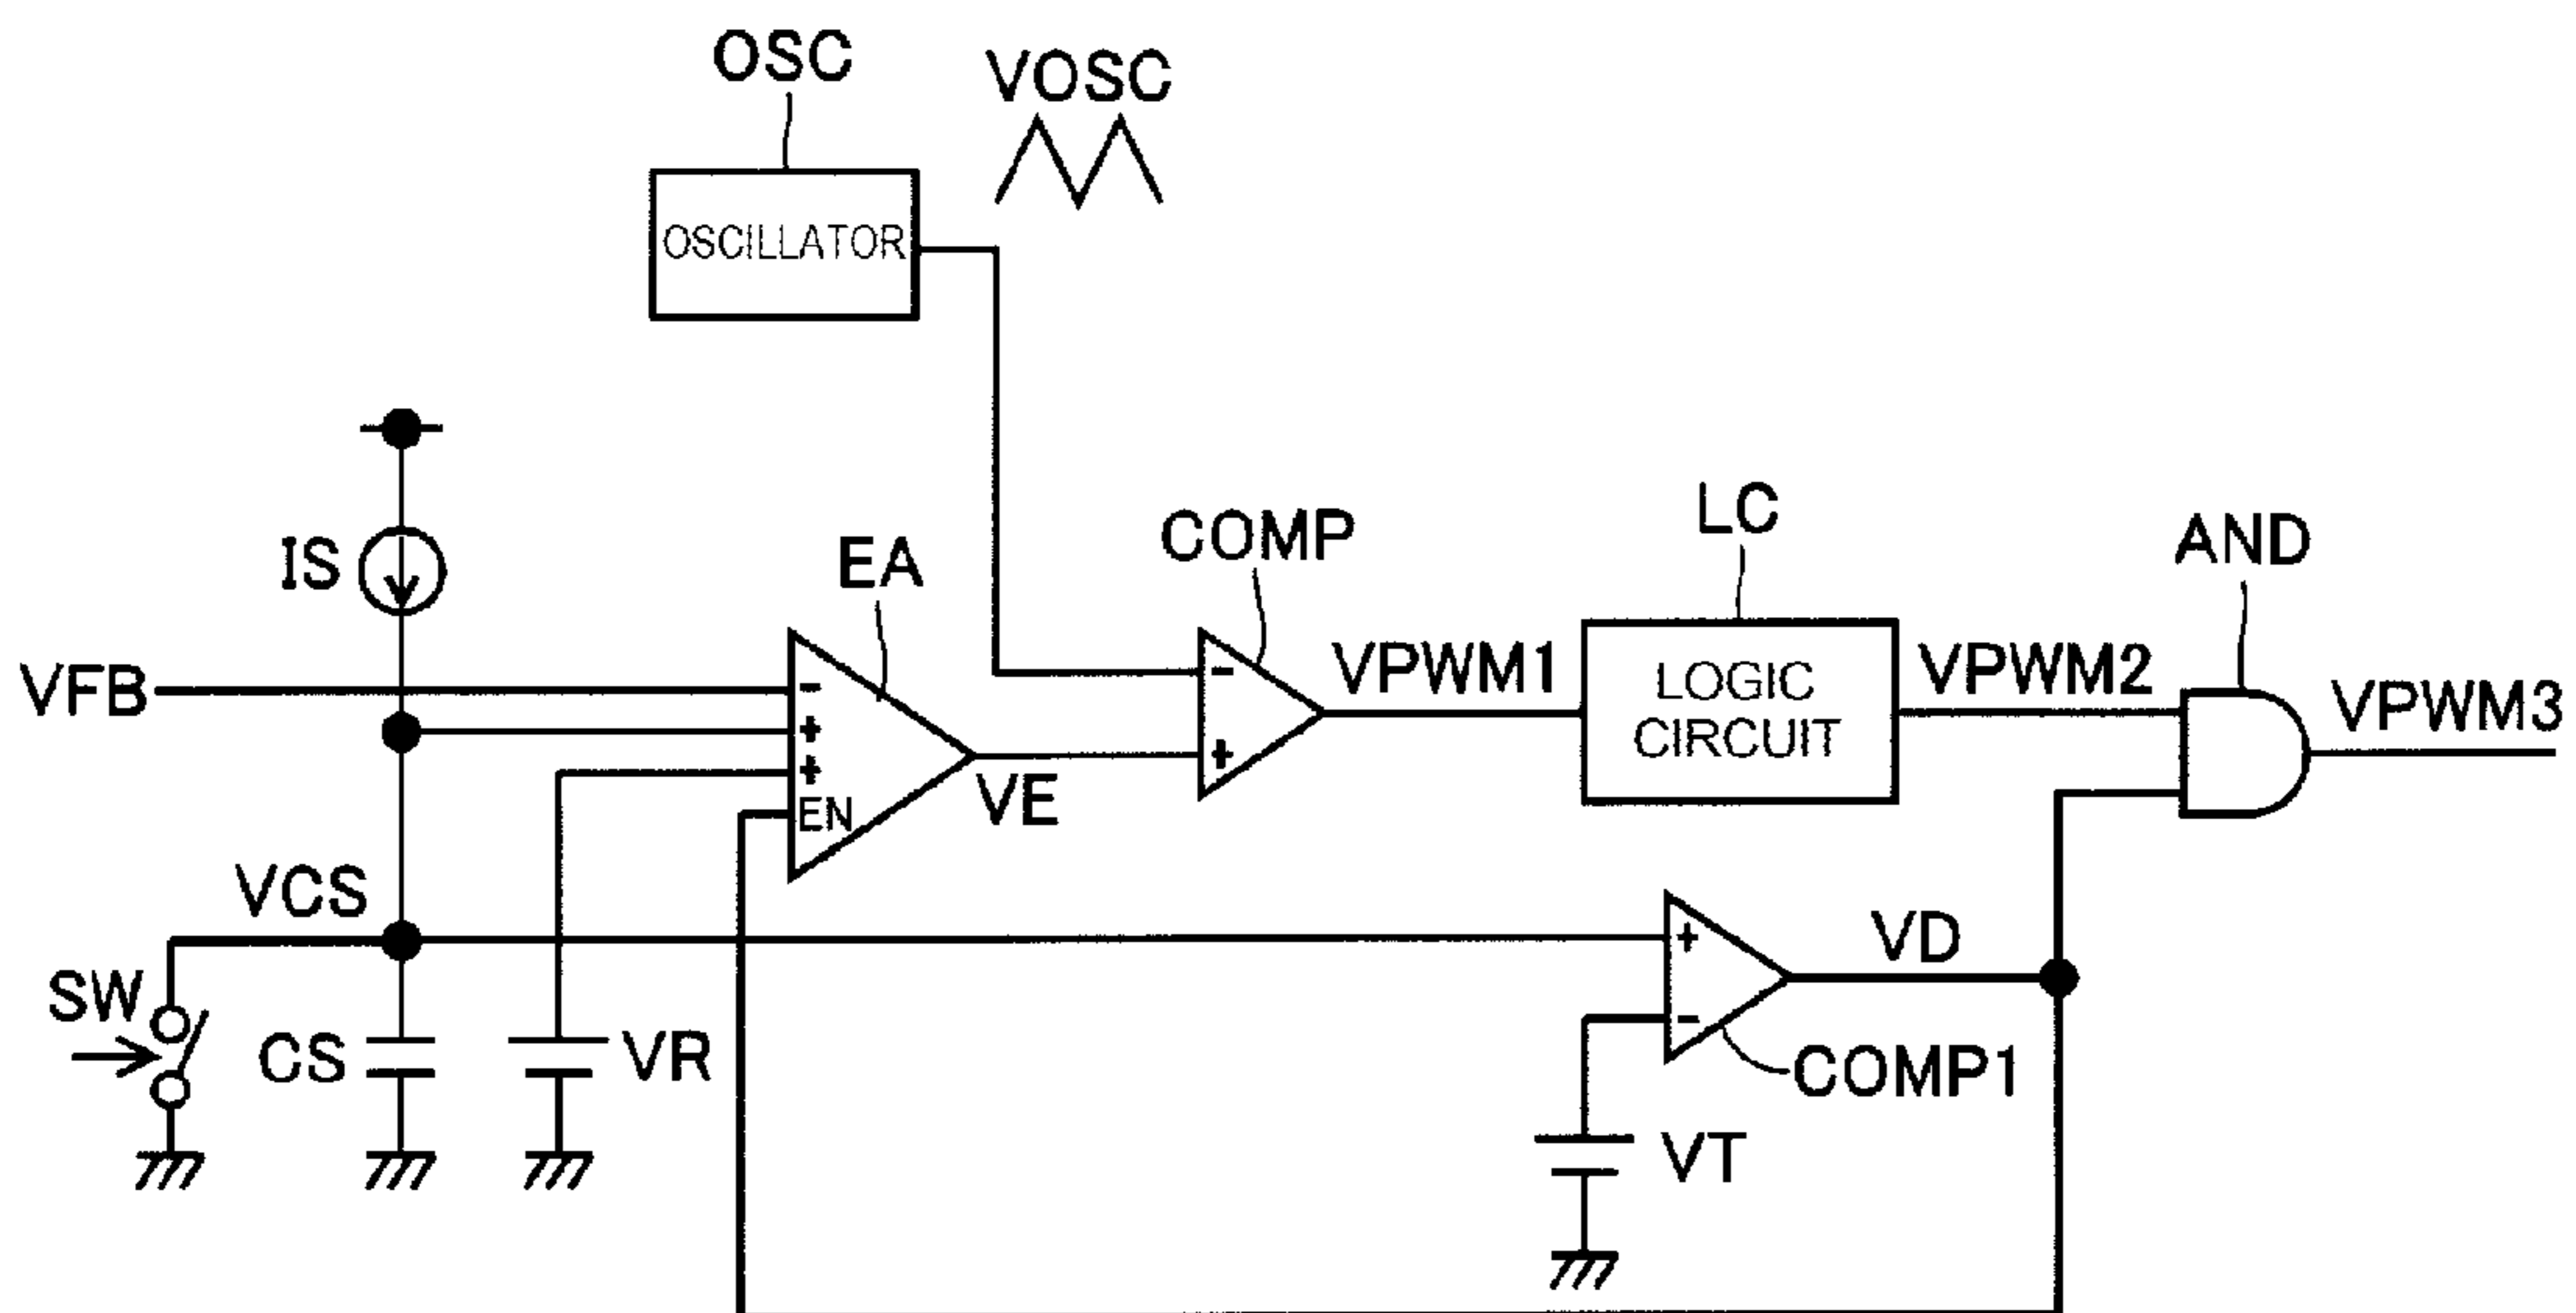 OSC
VOSC
OSCILLATOR
IS
EA
COMP
LC
AND
VFB
-
+
+
EN
VE
-
+
VPWM1
LOGIC
CIRCUIT
VPWM2
VPWM3
VCS
SW
CS
VR
+
-
VD
COMP1
VT